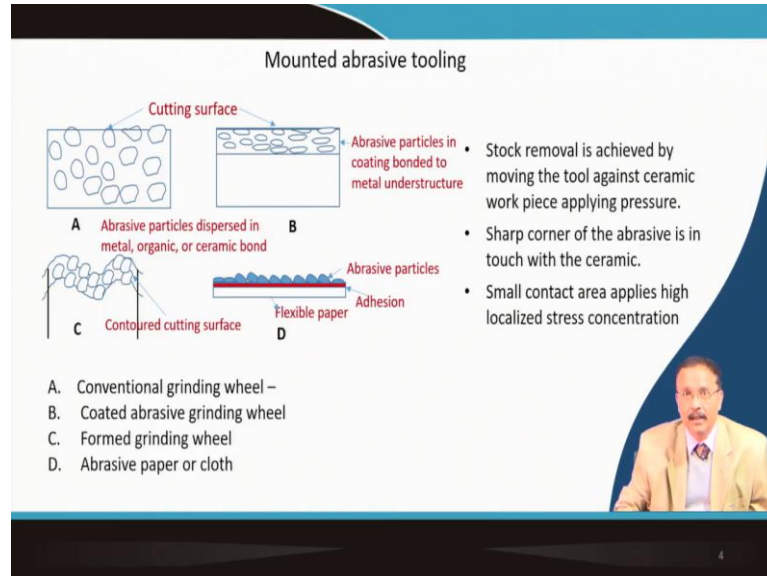 Mounted abrasive tooling
Cutting surface
Abrasive particles in
coating bonded to
metal understructure
A
Abrasive particles dispersed in
metal, organic, or ceramic bond
B
Abrasive particles
Adhesion
Flexible paper
C
Contoured cutting surface
D
A. Conventional grinding wheel –
B. Coated abrasive grinding wheel
C. Formed grinding wheel
D. Abrasive paper or cloth
• Stock removal is achieved by
moving the tool against ceramic
work piece applying pressure.
• Sharp corner of the abrasive is in
touch with the ceramic.
• Small contact area applies high
localized stress concentration
4